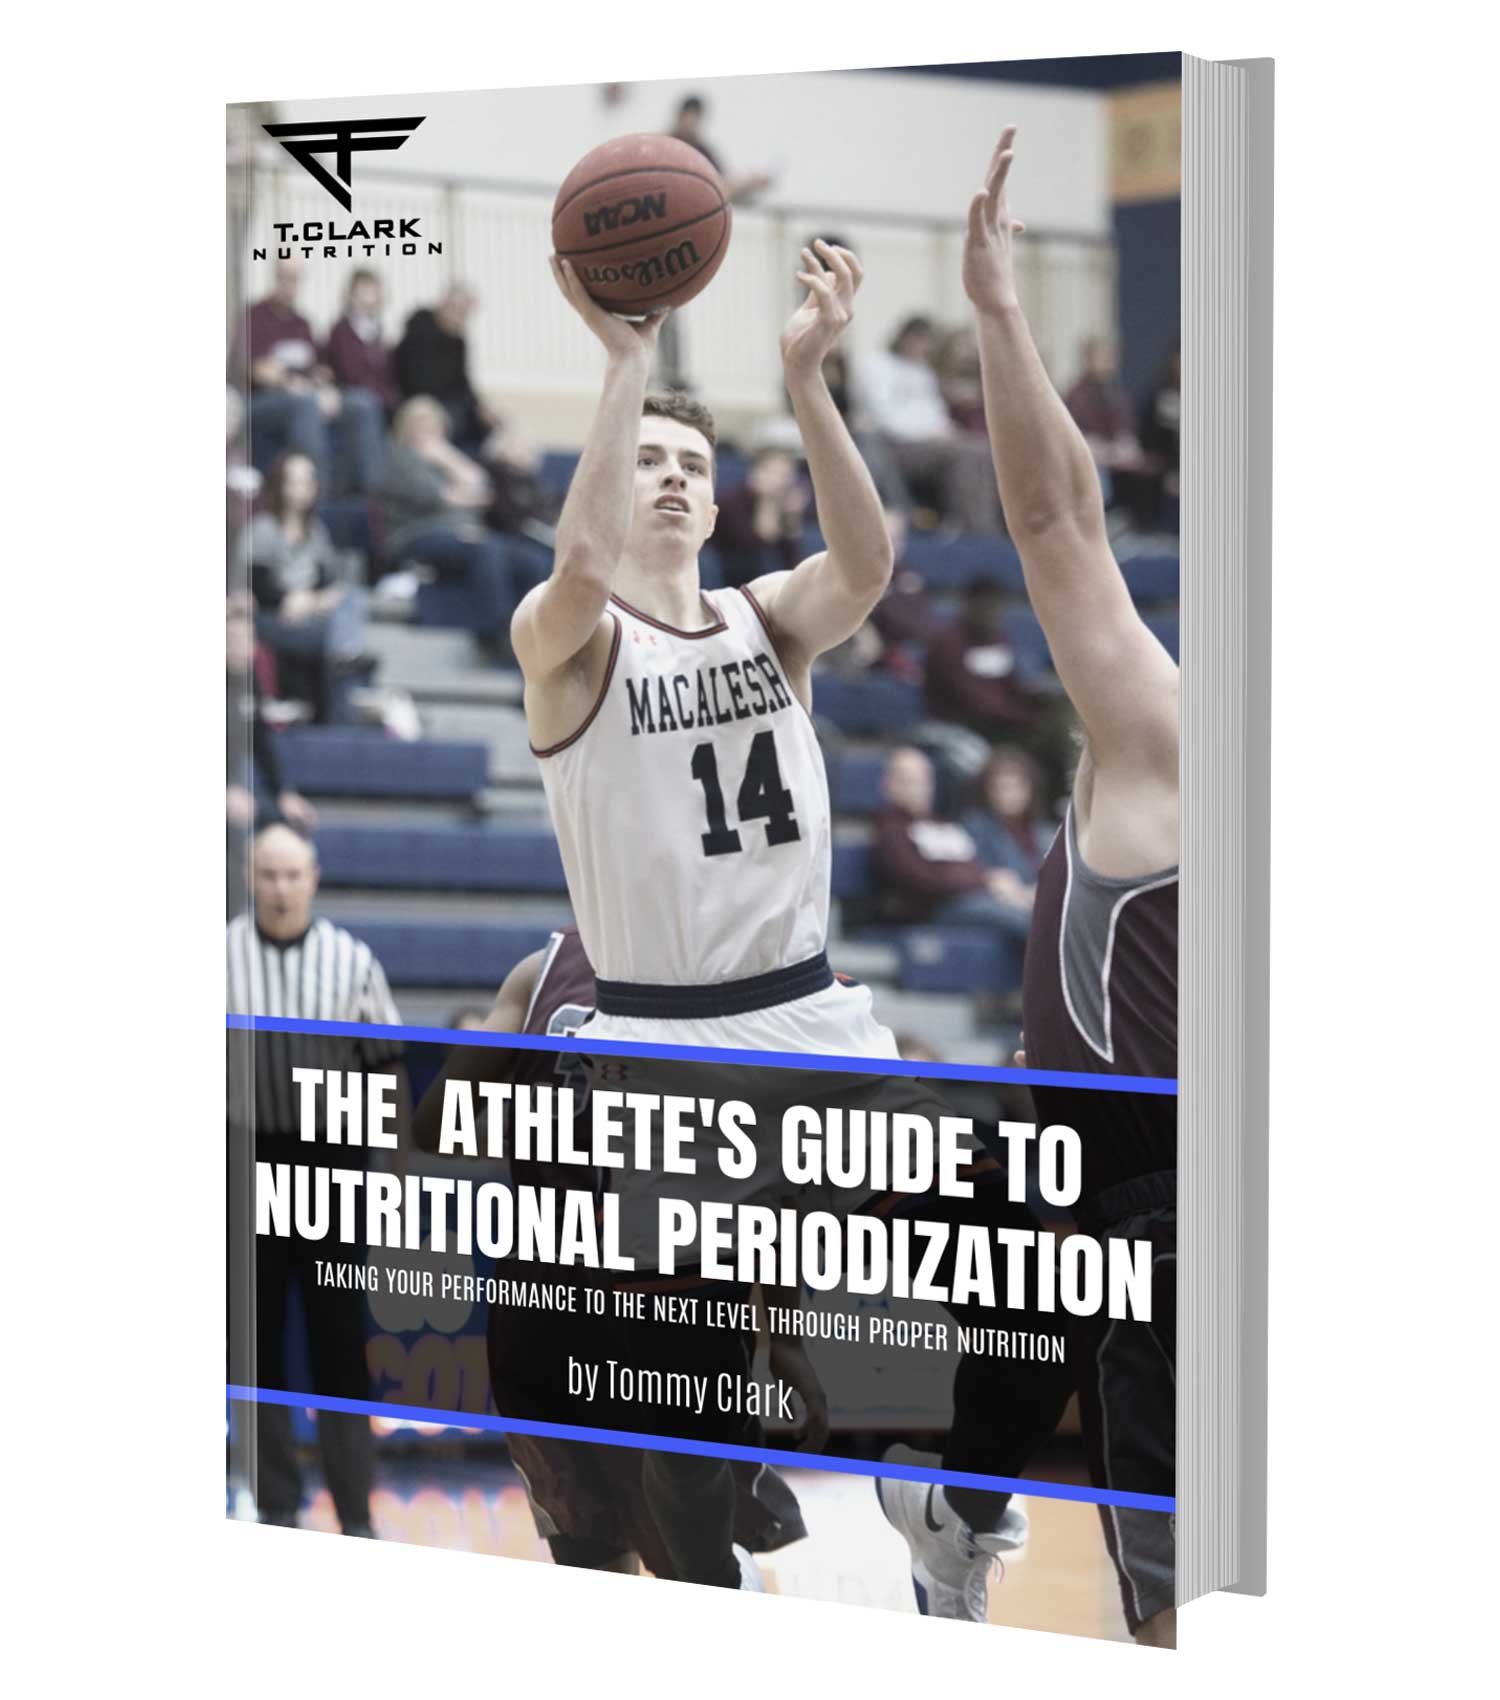 T.CLARK
NUTRITION
NCAA
Wilson
14
THE ATHLETE'S GUIDE TO
NUTRITIONAL PERIODIZATION
TAKING YOUR PERFORMANCE TO THE NEXT LEVEL THROUGH PROPER NUTRITION
by Tommy Clark